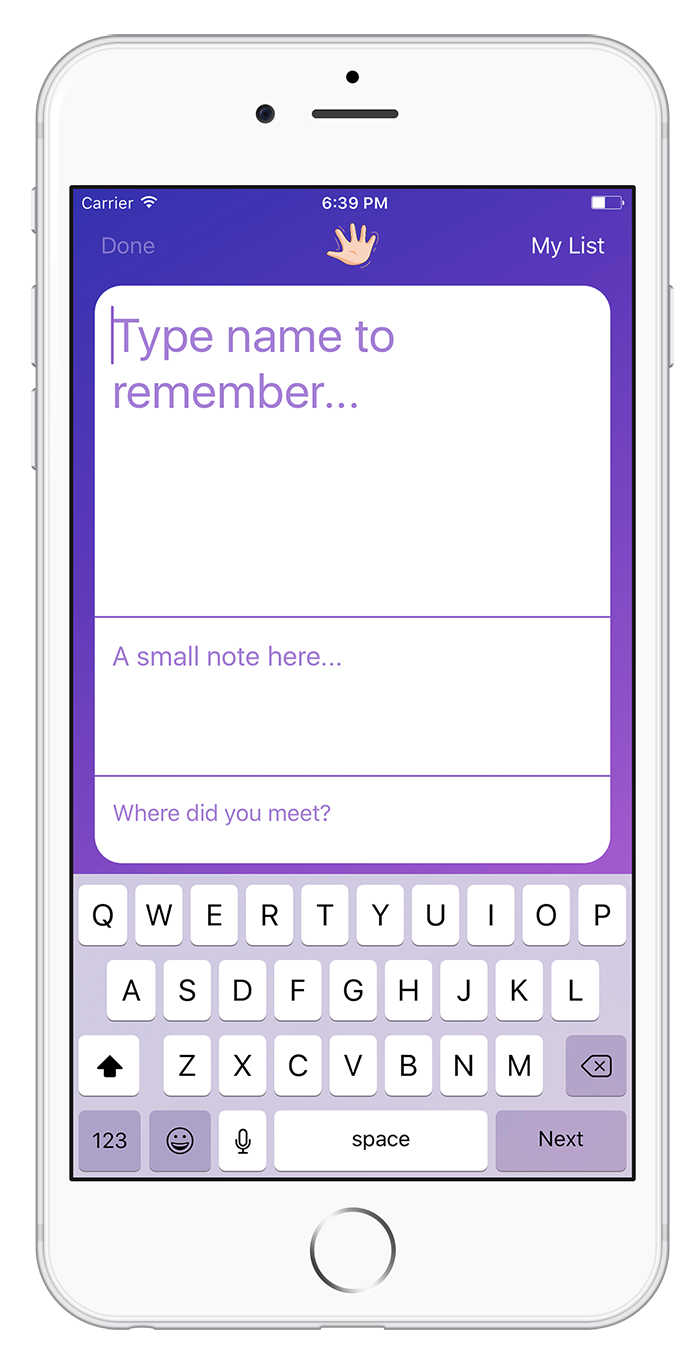 Carrier 6:39 PM
Done My List
Type name to
remember...
A small note here...
Where did you meet?
Q W E R T Y U I O P
A S D F G H J K L
Z X C V B N M
123 space Next